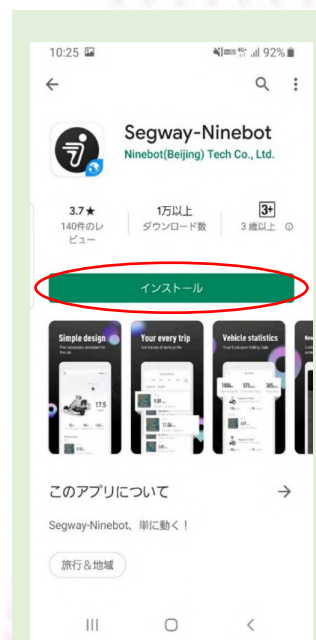 10:25
92%
Segway-Ninebot
Ninebot(Beijing) Tech Co., Ltd.
3.7★
140件のレ
ビュー
1万以上
ダウンロード数
3+
3 歳以上
インストール
Simple design
Your every trip
Vehicle statistics
17.5
このアプリについて
Segway-Ninebot、単に動く！
旅行＆地域